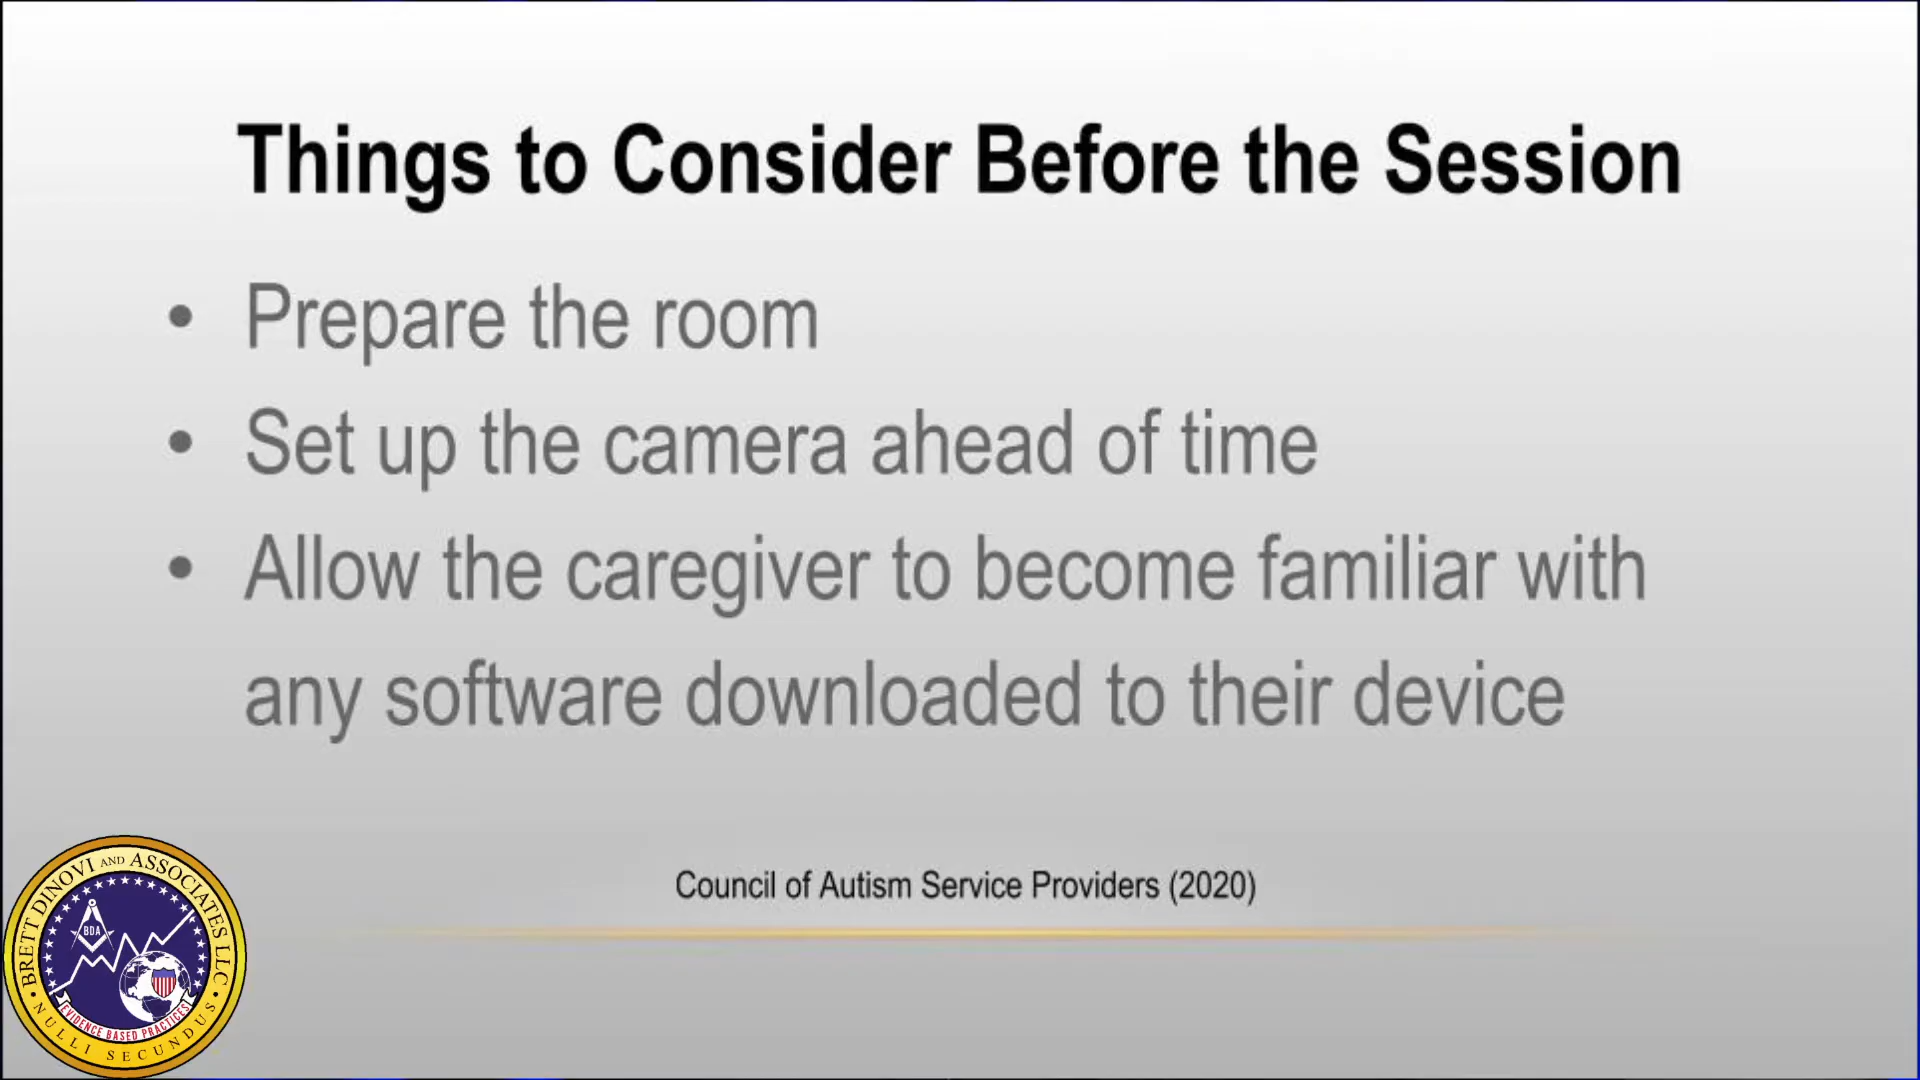 Things to Consider Before the Session
• Prepare the room
• Set up the camera ahead of time
• Allow the caregiver to become familiar with
any software downloaded to their device
Council of Autism Service Providers (2020)
BRETT DINOVI AND ASSOCIATES LLC
BDA
EVIDENCE BASED PRACTICES
NULLI SECUNDUS